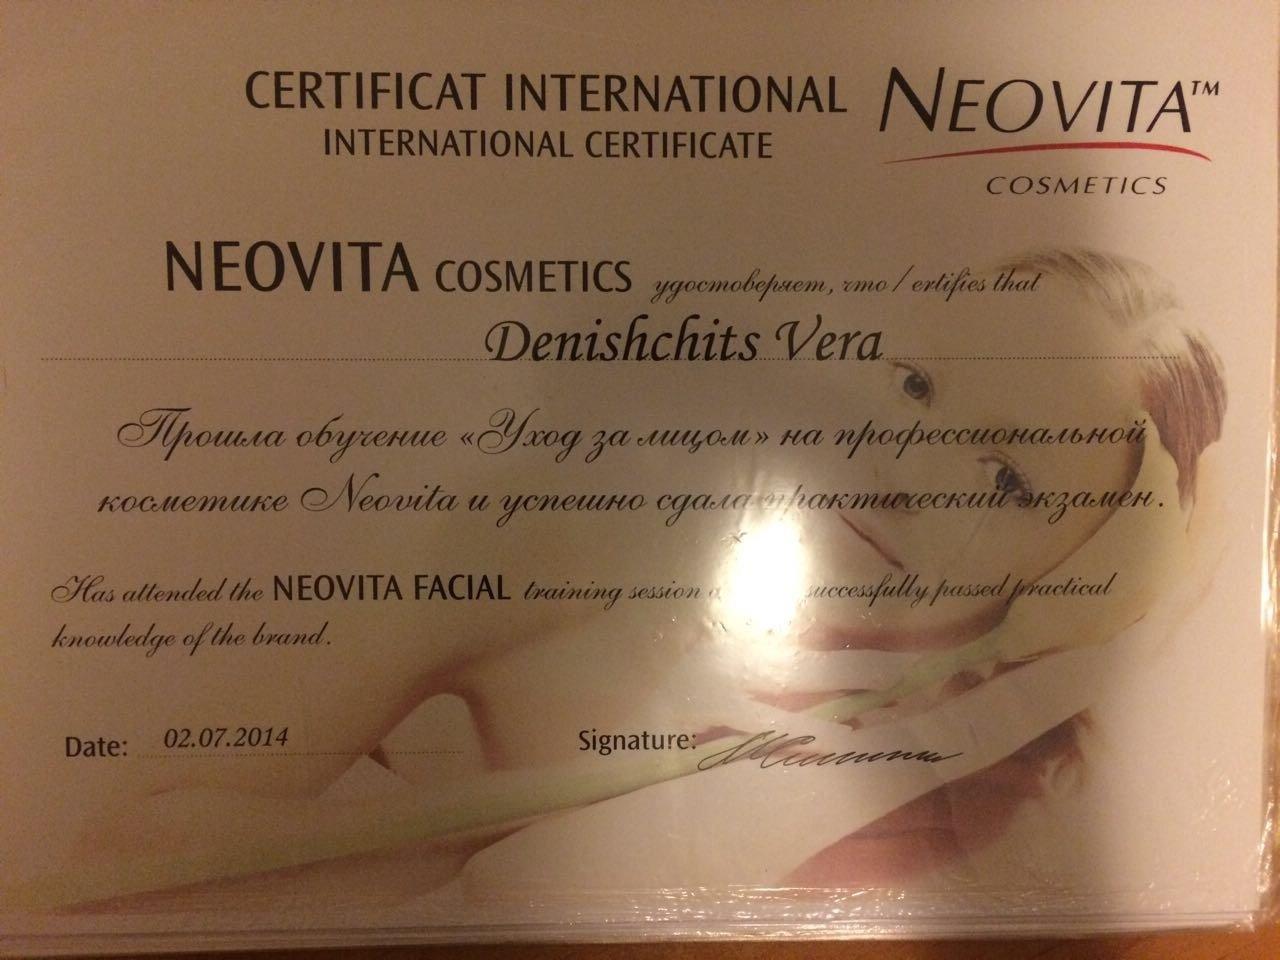 CERTIFICAT INTERNATIONAL
INTERNATIONAL CERTIFICATE
NEOVITA™
COSMETICS
NEOVITA COSMETICS удостоверяет, что / ertifies that
Denishchits Vera
Прошла обучение «Уход за лицом» на профессиональной
косметике Neovita и успешно сдала практический экзамен.
Has attended the NEOVITA FACIAL training session successfully passed practical
knowledge of the brand.
Date: 02.07.2014
Signature: